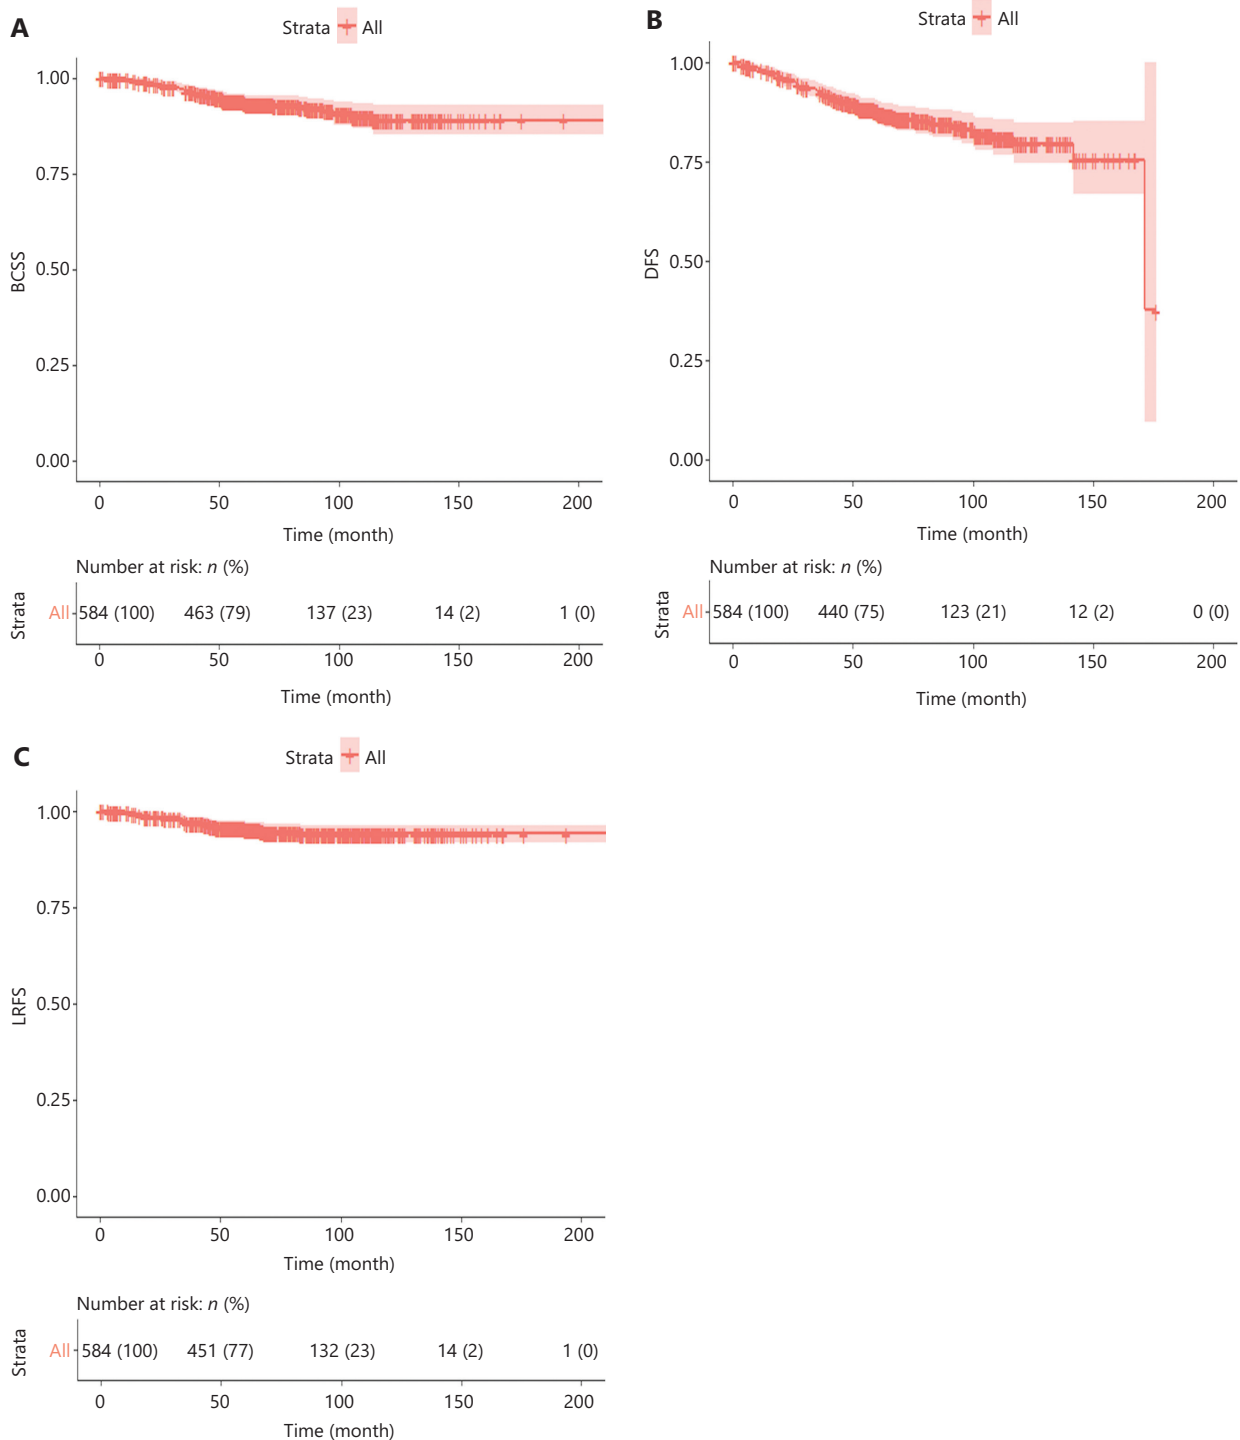 A
Strata All
1.00
0.75
0.50
0.25
0.00
BCSS
0 50 100 150 200
Time (month)
Number at risk: n (%)
Strata
All 584 (100) 463 (79) 137 (23) 14 (2) 1 (0)
0 50 100 150 200
Time (month)
B
Strata All
1.00
0.75
0.50
0.25
0.00
DFS
0 50 100 150 200
Time (month)
Number at risk: n (%)
Strata
All 584 (100) 440 (75) 123 (21) 12 (2) 0 (0)
0 50 100 150 200
Time (month)
C
Strata All
1.00
0.75
0.50
0.25
0.00
LRFS
0 50 100 150 200
Time (month)
Number at risk: n (%)
Strata
All 584 (100) 451 (77) 132 (23) 14 (2) 1 (0)
0 50 100 150 200
Time (month)